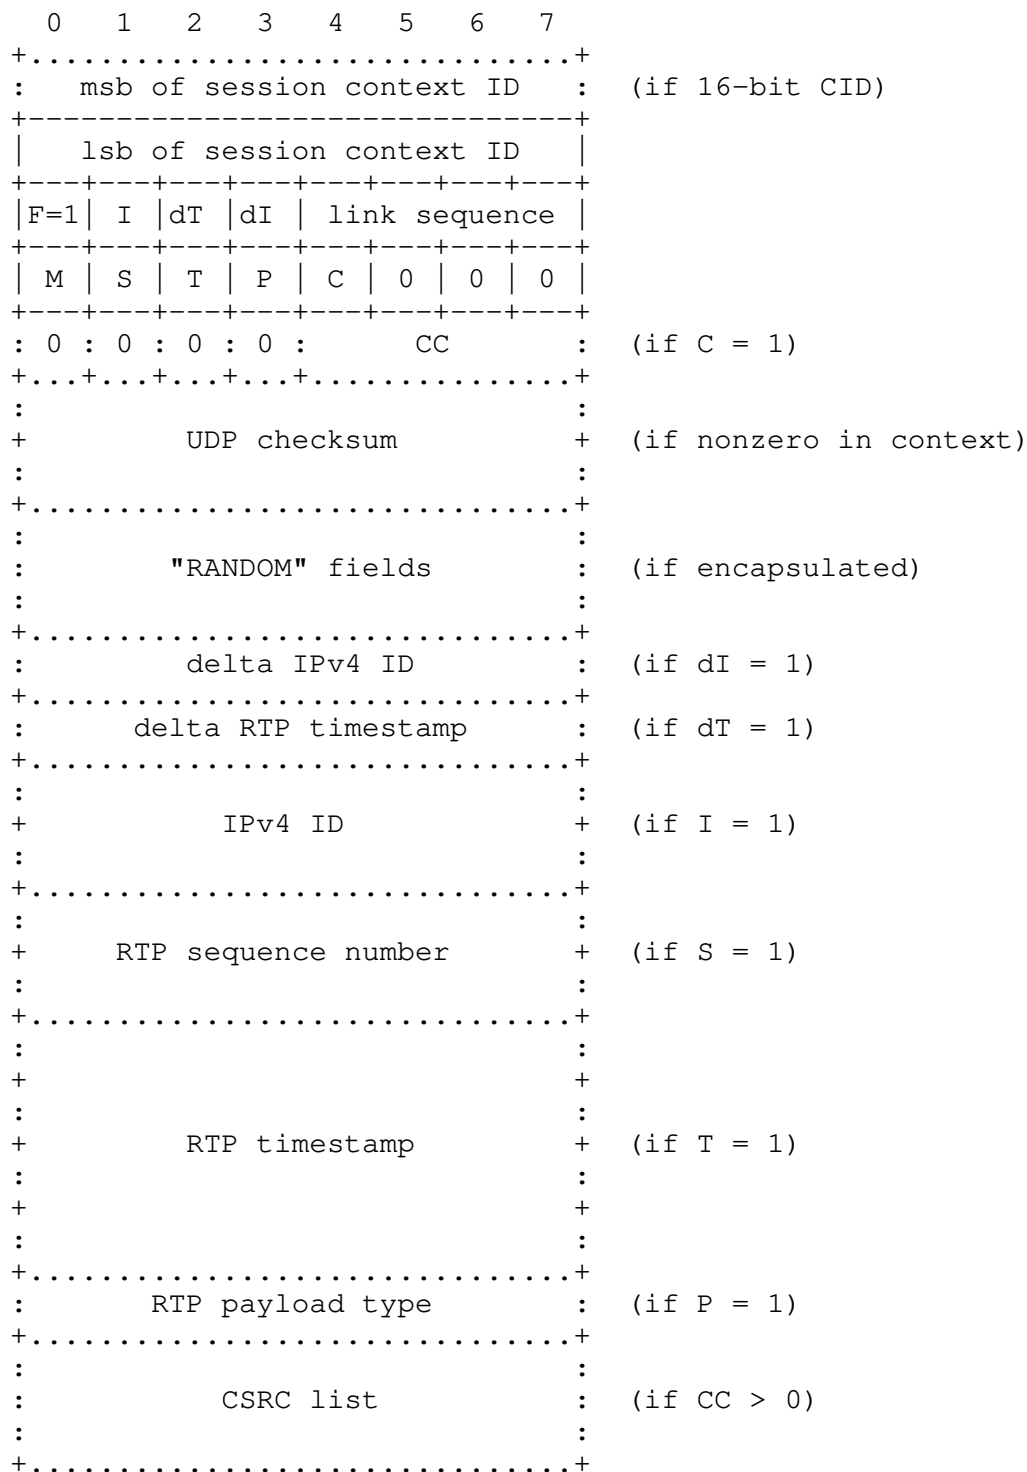 0 1 2 3 4 5 6 7
+...............................+
: msb of session context ID : (if 16-bit CID)
+-------------------------------+
| lsb of session context ID |
+---+---+---+---+---+---+---+---+
|F=1| I |dT |dI | link sequence |
+---+---+---+---+---+---+---+---+
| M | S | T | P | C | 0 | 0 | 0 |
+---+---+---+---+---+---+---+---+
: 0 : 0 : 0 : 0 : CC : (if C = 1)
+...+...+...+...+...............+
: :
+ UDP checksum + (if nonzero in context)
: :
+...............................+
: :
: "RANDOM" fields : (if encapsulated)
: :
+...............................+
: delta IPv4 ID : (if dI = 1)
+...............................+
: delta RTP timestamp : (if dT = 1)
+...............................+
: :
+ IPv4 ID + (if I = 1)
: :
+...............................+
: :
+ RTP sequence number + (if S = 1)
: :
+...............................+
: :
+ +
: :
+ RTP timestamp + (if T = 1)
: :
+ +
: :
+...............................+
: RTP payload type : (if P = 1)
+...............................+
: :
: CSRC list : (if CC > 0)
: :
+...............................+